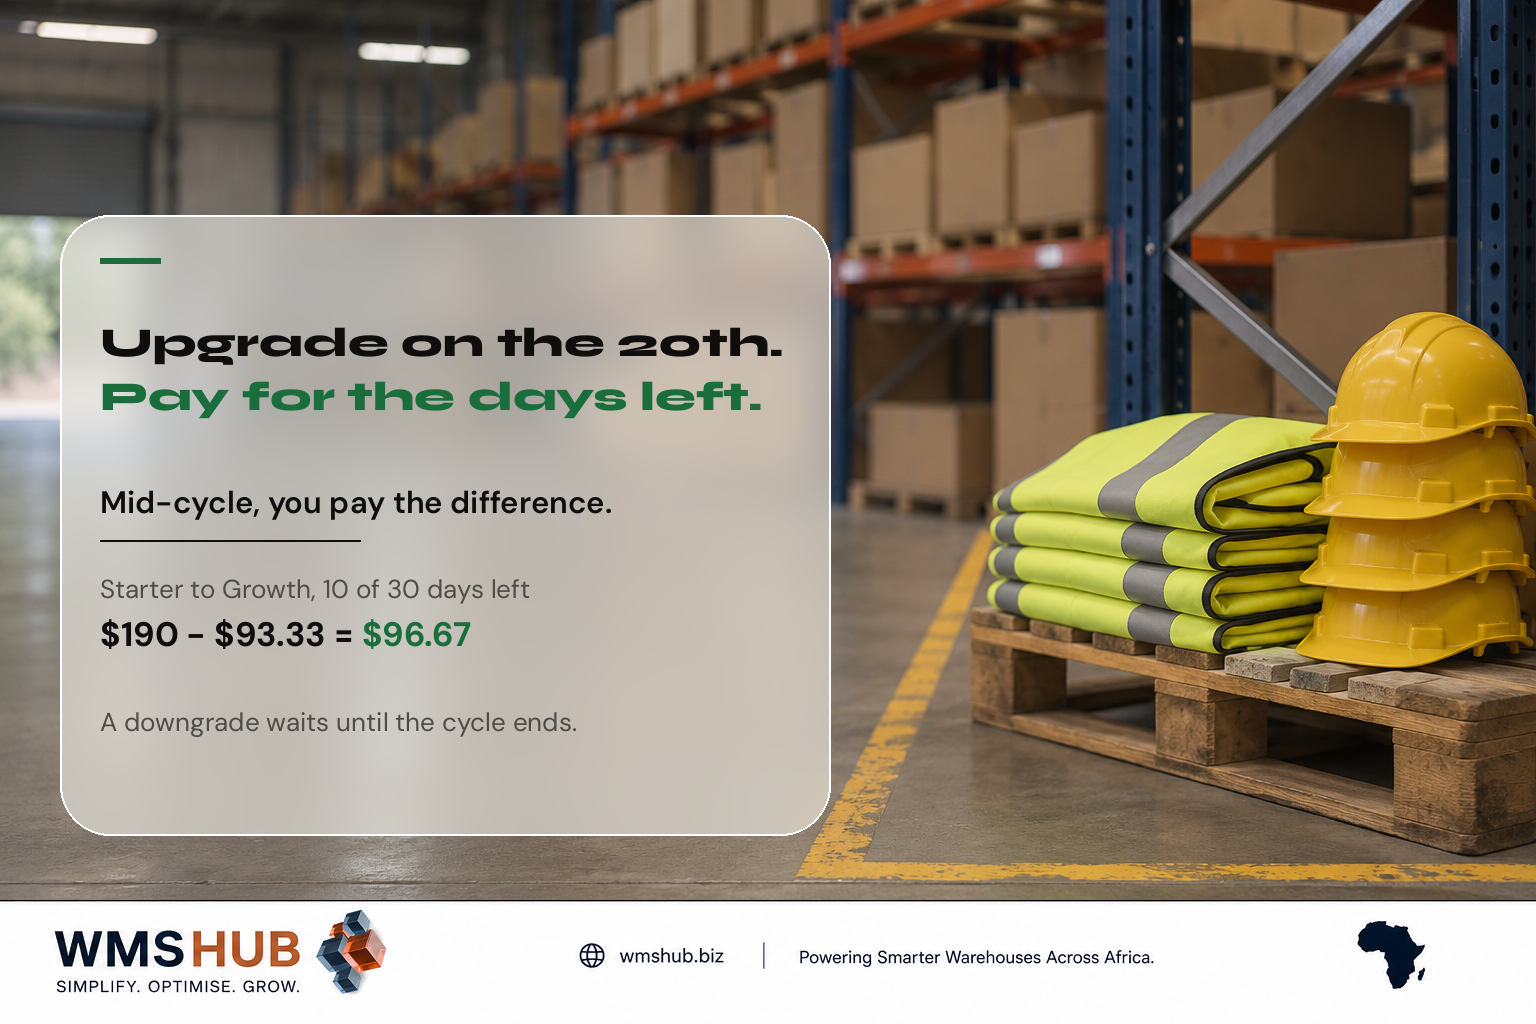 Upgrade on the 20th.
Pay for the days left.
Mid-cycle, you pay the difference.
Starter to Growth, 10 of 30 days left
$190 - $93.33 = $96.67
A downgrade waits until the cycle ends.
WMSHUB
SIMPLIFY. OPTIMISE. GROW.
wmshub.biz
Powering Smarter Warehouses Across Africa.